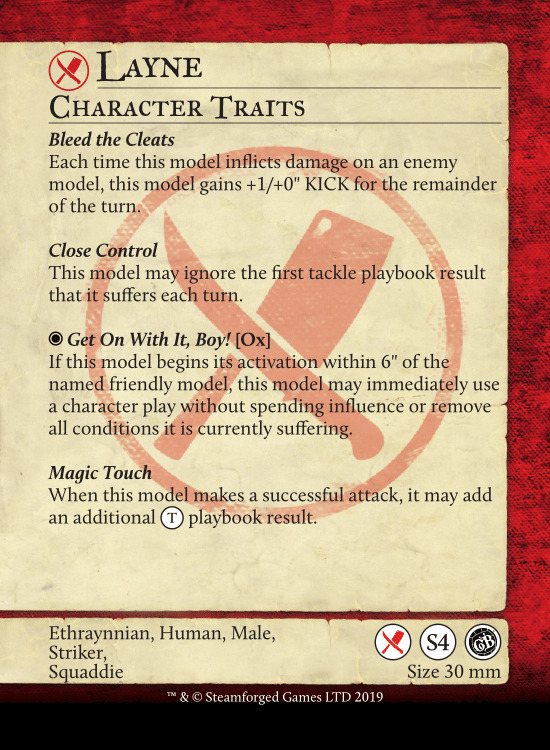 Layne
Character Traits
Bleed the Cleats
Each time this model inflicts damage on an enemy
model, this model gains +1/+0" KICK for the remainder
of the turn.
Close Control
This model may ignore the first tackle playbook result
that it suffers each turn.
Get On With It, Boy! [Ox]
If this model begins its activation within 6" of the
named friendly model, this model may immediately use
a character play without spending influence or remove
all conditions it is currently suffering.
Magic Touch
When this model makes a successful attack, it may add
an additional T playbook result.
Ethraynnian, Human, Male,
Striker,
Squaddie
S4 GB
Size 30 mm
™ & © Steamforged Games LTD 2019